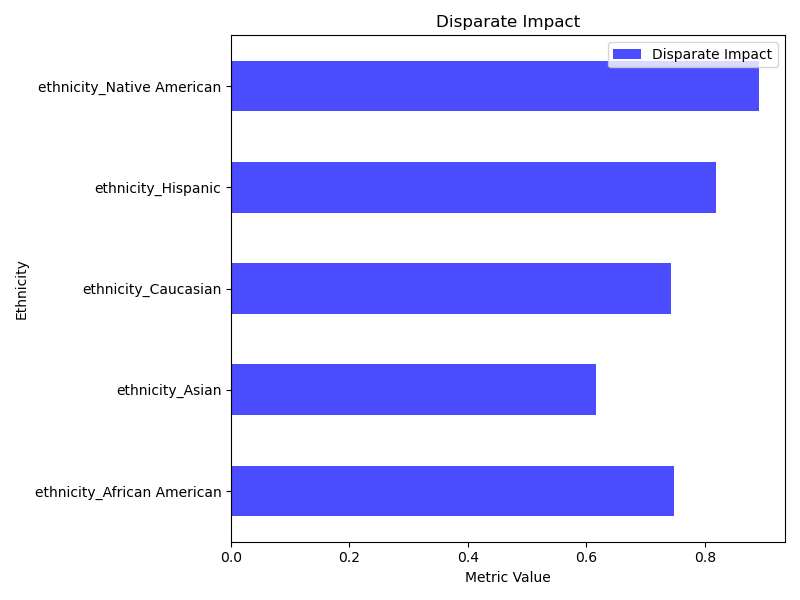 Disparate Impact
Disparate Impact
ethnicity_Native American
ethnicity_Hispanic
ethnicity_Caucasian
ethnicity_Asian
ethnicity_African American
Ethnicity
0.0 0.2 0.4 0.6 0.8
Metric Value